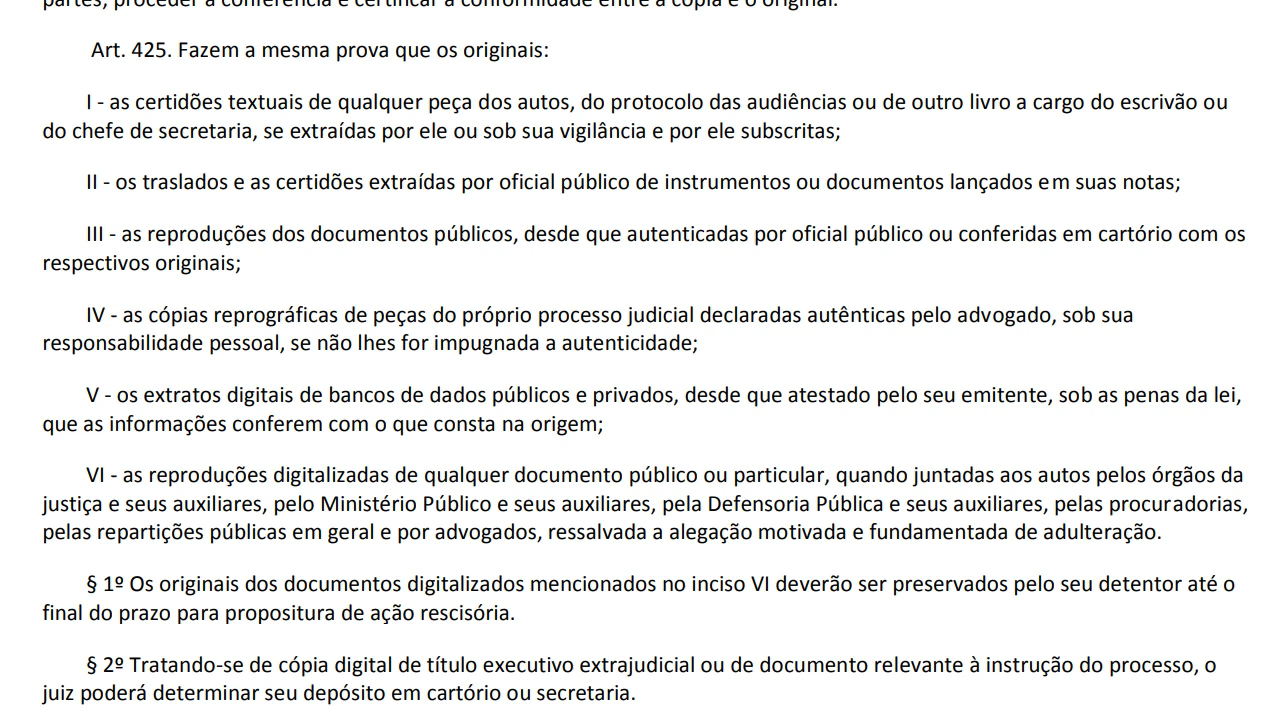 partes, proceder à conferência e certificar a conformidade entre a cópia e o original.
Art. 425. Fazem a mesma prova que os originais:
I - as certidões textuais de qualquer peça dos autos, do protocolo das audiências ou de outro livro a cargo do escrivão ou
do chefe de secretaria, se extraídas por ele ou sob sua vigilância e por ele subscritas;
II - os traslados e as certidões extraídas por oficial público de instrumentos ou documentos lançados em suas notas;
III - as reproduções dos documentos públicos, desde que autenticadas por oficial público ou conferidas em cartório com os
respectivos originais;
IV - as cópias reprográficas de peças do próprio processo judicial declaradas autênticas pelo advogado, sob sua
responsabilidade pessoal, se não lhes for impugnada a autenticidade;
V - os extratos digitais de bancos de dados públicos e privados, desde que atestado pelo seu emitente, sob as penas da lei,
que as informações conferem com o que consta na origem;
VI - as reproduções digitalizadas de qualquer documento público ou particular, quando juntadas aos autos pelos órgãos da
justiça e seus auxiliares, pelo Ministério Público e seus auxiliares, pela Defensoria Pública e seus auxiliares, pelas procuradorias,
pelas repartições públicas em geral e por advogados, ressalvada a alegação motivada e fundamentada de adulteração.
§ 1º Os originais dos documentos digitalizados mencionados no inciso VI deverão ser preservados pelo seu detentor até o
final do prazo para propositura de ação rescisória.
§ 2º Tratando-se de cópia digital de título executivo extrajudicial ou de documento relevante à instrução do processo, o
juiz poderá determinar seu depósito em cartório ou secretaria.